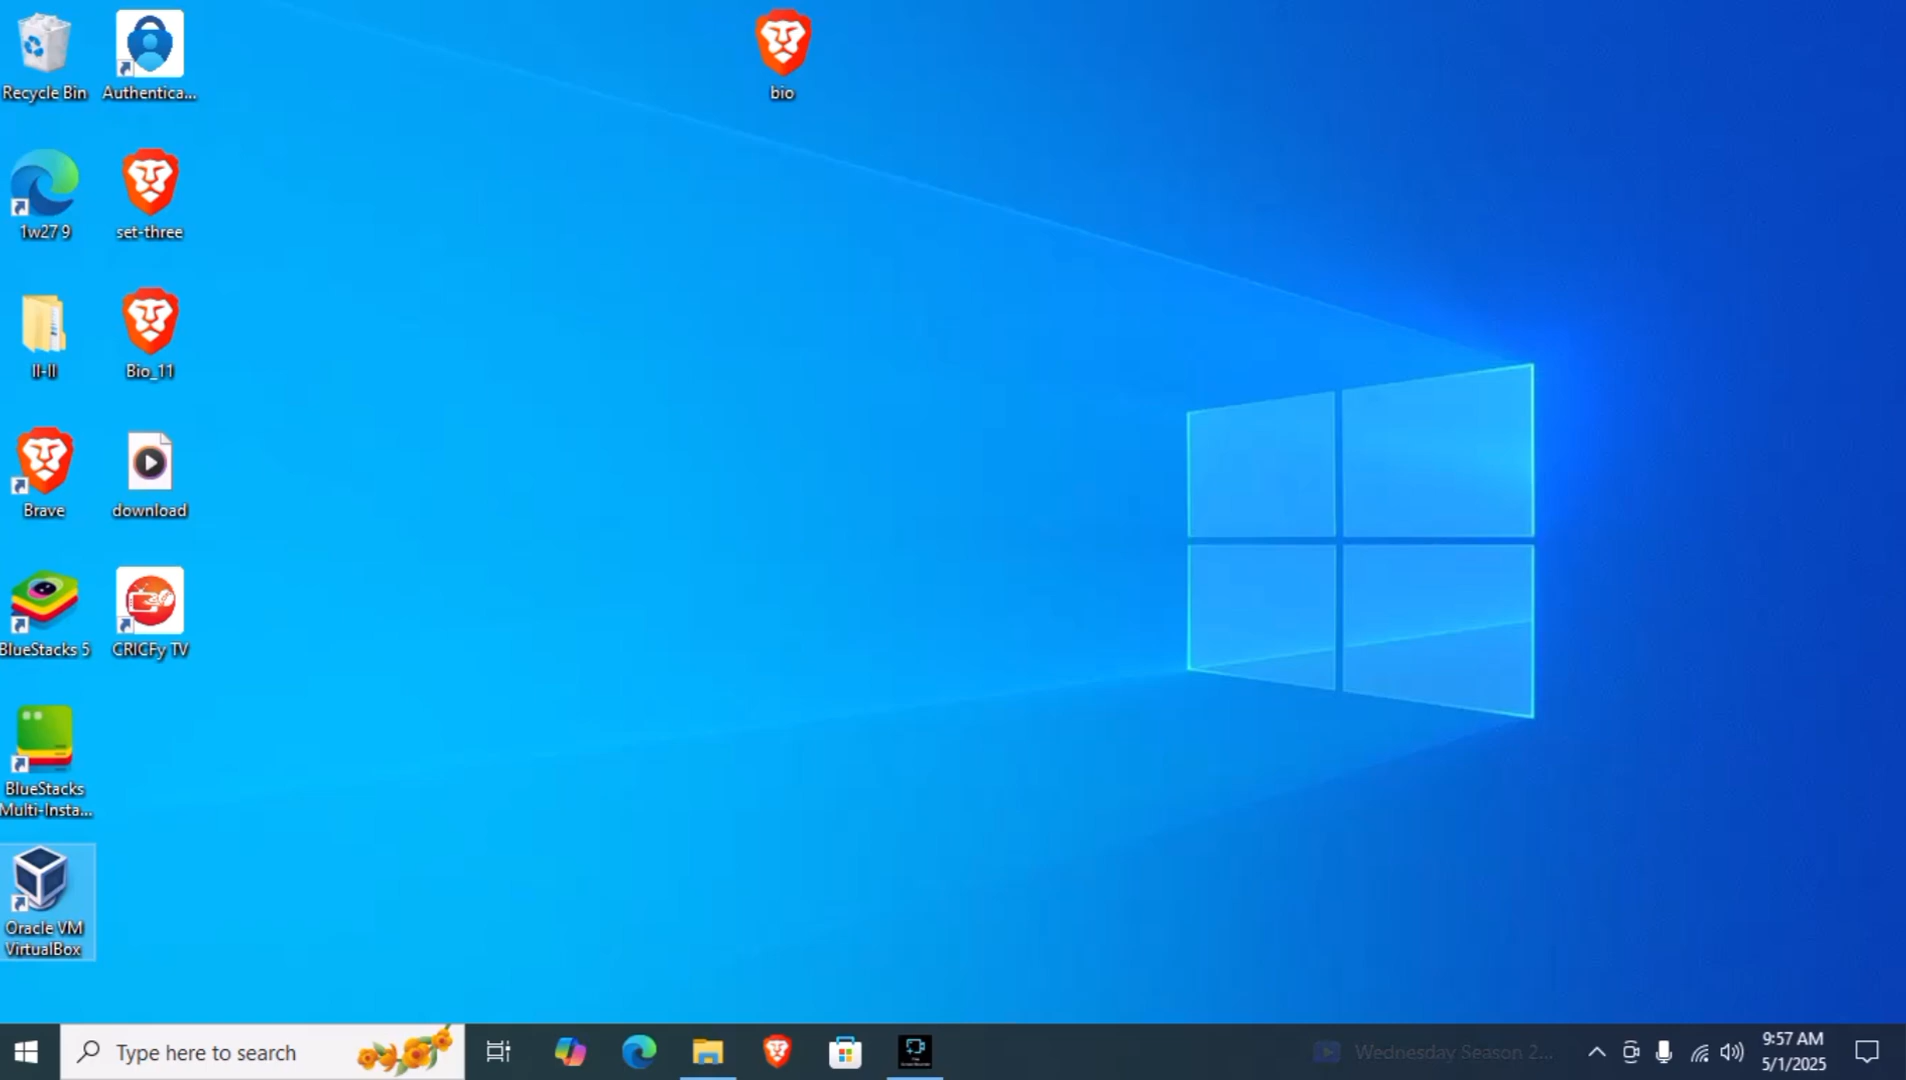 Recycle Bin
Authentica...
bio
1w27 9
set-three
II-II
Bio_11
Brave
download
BlueStacks 5
CRICFy TV
BlueStacks
Multi-Insta...
Oracle VM
VirtualBox
Type here to search
Wednesday Season 2...
9:57 AM
5/1/2025